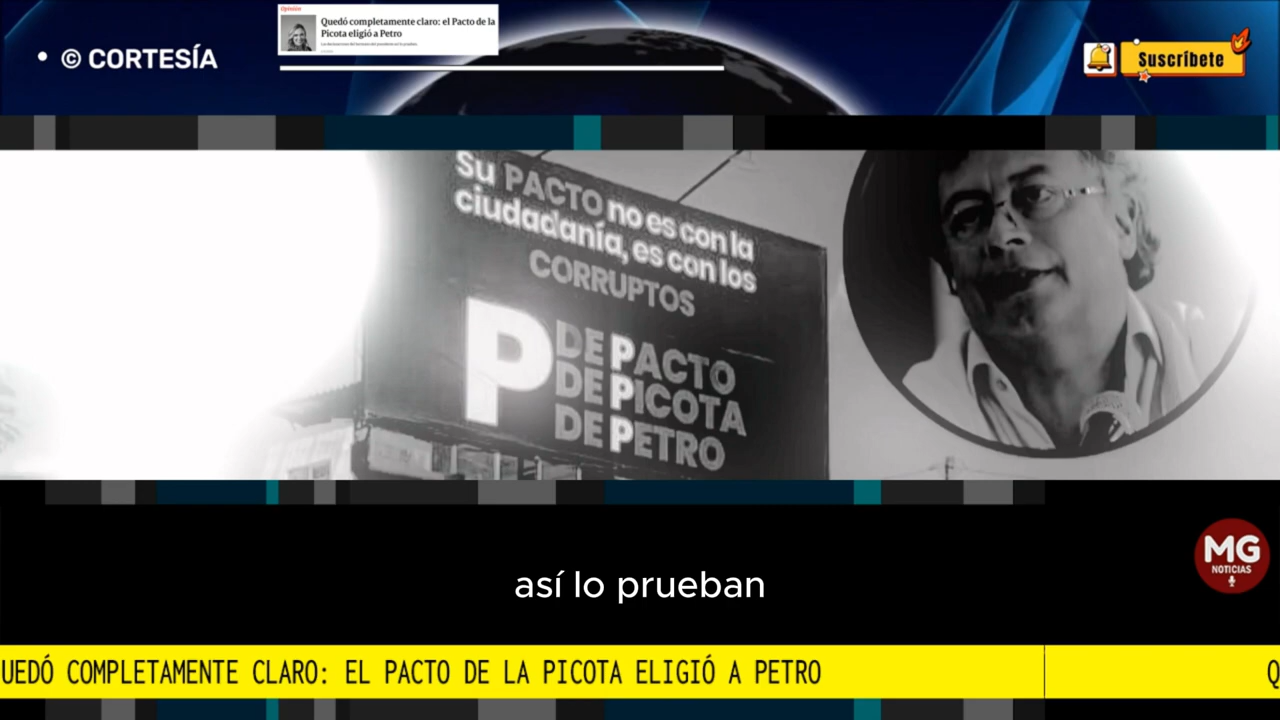 • © CORTESÍA
Opinión
Quedó completamente claro: el Pacto de la
Picota eligió a Petro
Suscríbete
Su PACTO no es con la
ciudadanía, es con los
CORRUPTOS
P DE PACTO
DE PICOTA
DE PETRO
así lo prueban
MG
NOTICIAS
UEDÓ COMPLETAMENTE CLARO: EL PACTO DE LA PICOTA ELIGIÓ A PETRO
Q